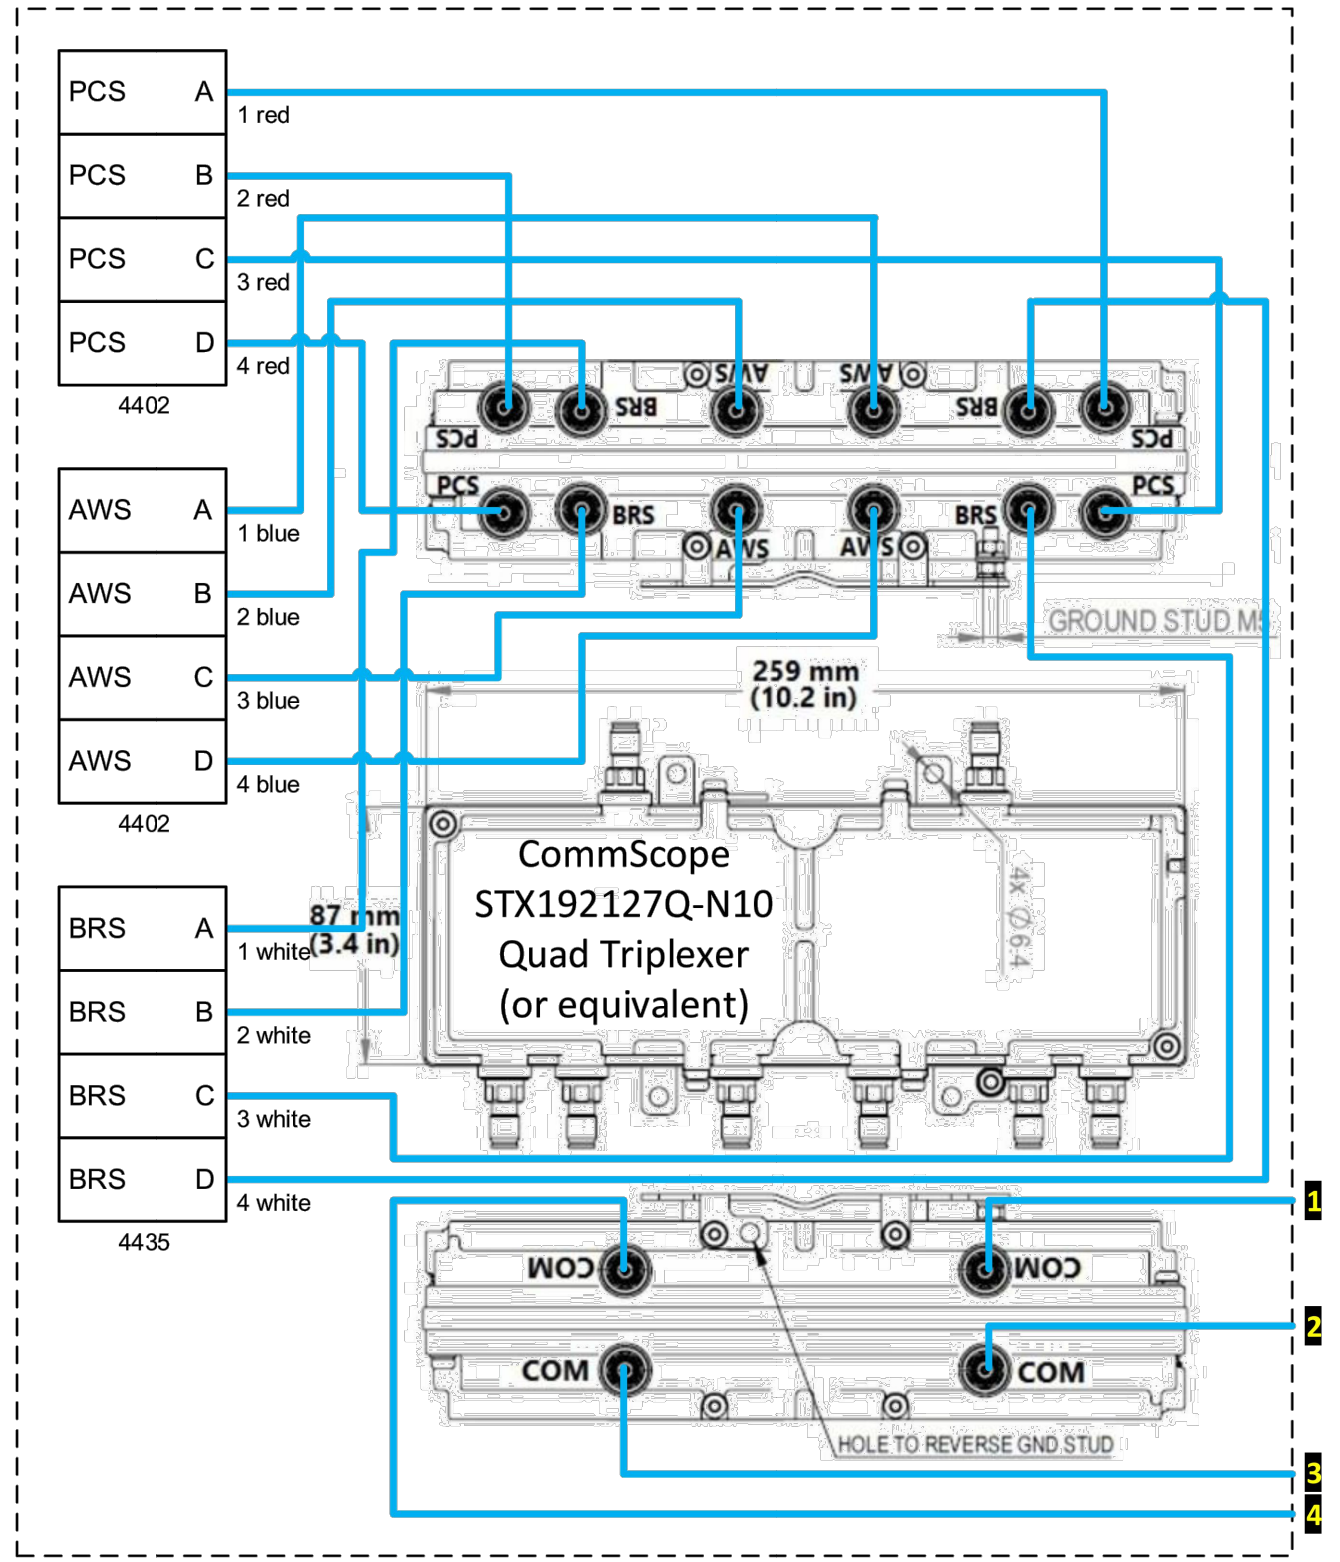 PCS A
1 red
PCS B
2 red
PCS C
3 red
PCS D
4 red
4402
AWS A
1 blue
AWS B
2 blue
AWS C
3 blue
AWS D
4 blue
4402
BRS A
1 white
BRS B
2 white
BRS C
3 white
BRS D
4 white
4435
AWS AWS
BRS BRS
PCS PCS
PCS PCS
BRS BRS
AWS AWS
GROUND STUD M5
259 mm
(10.2 in)
87 mm
(3.4 in)
4x Ø 6.4
CommScope
STX192127Q-N10
Quad Triplexer
(or equivalent)
COM COM
COM COM
HOLE TO REVERSE GND STUD
1
2
3
4